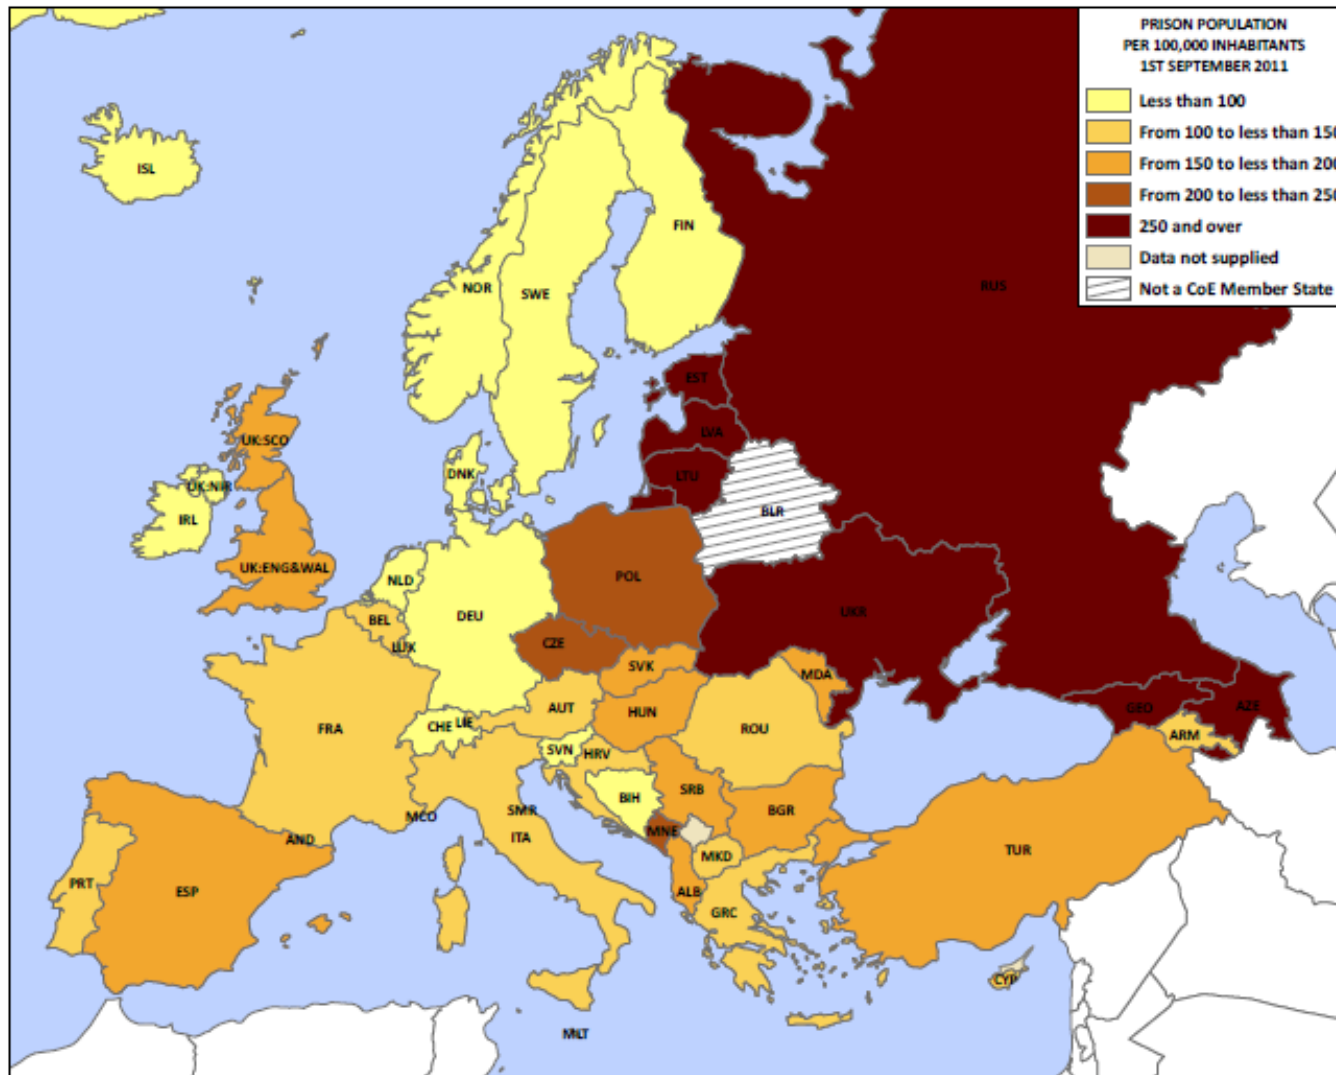 PRISON POPULATION
PER 100,000 INHABITANTS
1ST SEPTEMBER 2011
Less than 100
From 100 to less than 150
From 150 to less than 200
From 200 to less than 250
250 and over
Data not supplied
Not a CoE Member State
ISL
FIN
RUS
NOR
SWE
EST
UK:SCO
LVA
DNK
LTU
UK:NIR
IRL
BLR
UK:ENG&WAL
NLD
POL
UKR
BEL
DEU
LUX
CZE
SVK
MDA
AUT
HUN
GEO
AZE
FRA
CHE
LIE
ROU
ARM
SVN
HRV
BIH
SRB
SMR
BGR
MCO
ITA
MNE
AND
MKD
TUR
PRT
ESP
ALB
GRC
CYP
MLT